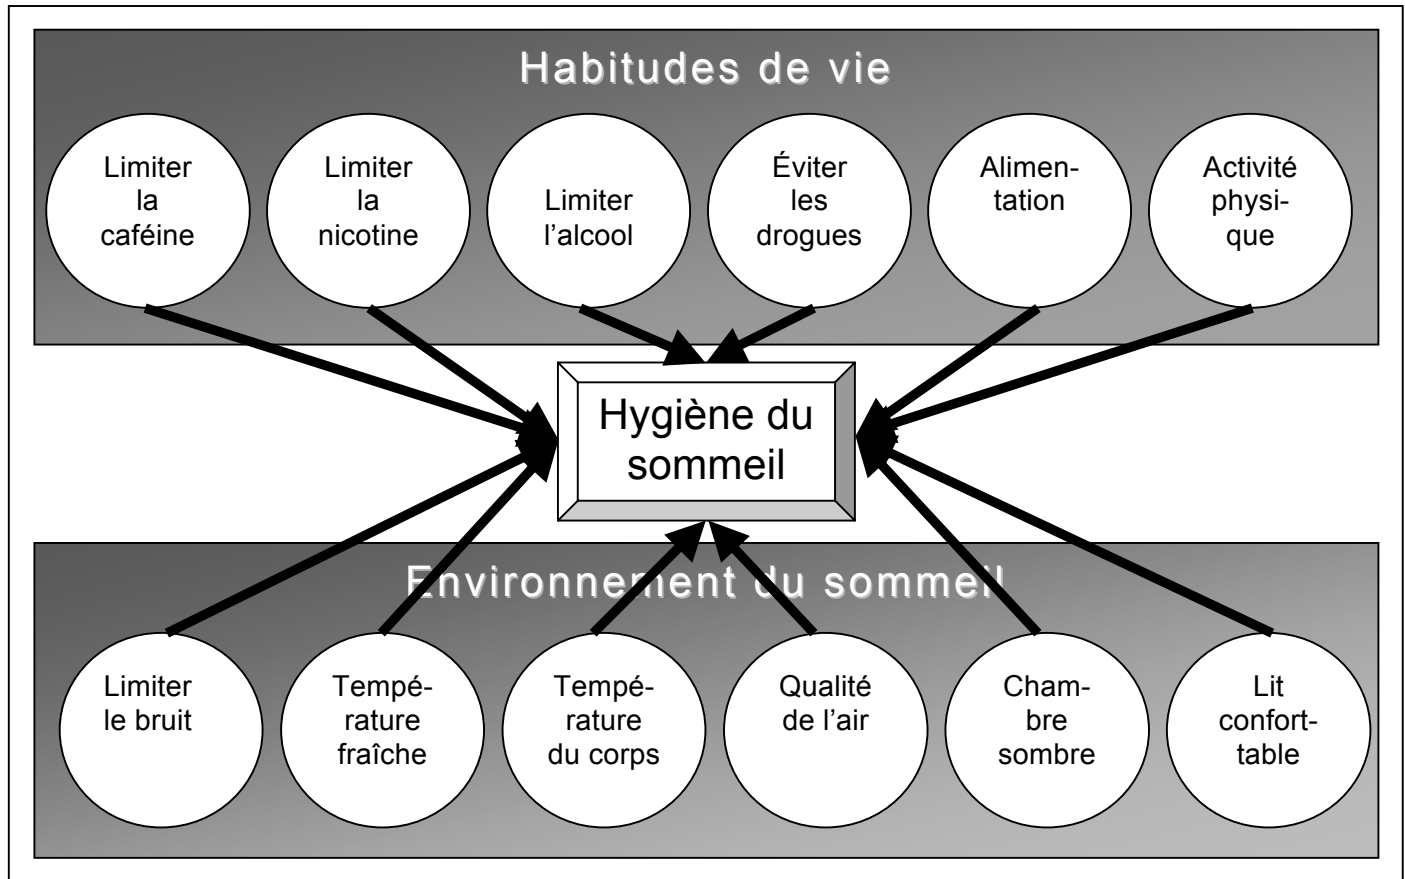 Habitudes de vie
Limiter
la
caféine
Limiter
la
nicotine
Limiter
l’alcool
Éviter
les
drogues
Alimen-
tation
Activité
physi-
que
Hygiène du
sommeil
Environnement du sommeil
Limiter
le bruit
Tempé-
rature
fraîche
Tempé-
rature
du corps
Qualité
de l’air
Cham-
bre
sombre
Lit
confort-
table